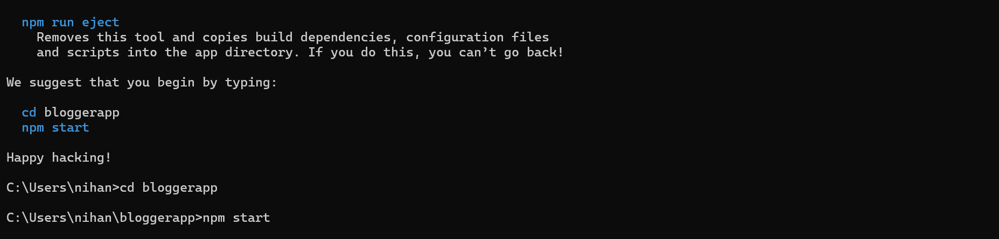 npm run eject
Removes this tool and copies build dependencies, configuration files
and scripts into the app directory. If you do this, you can’t go back!
We suggest that you begin by typing:
cd bloggerapp
npm start
Happy hacking!
C:\Users\nihan>cd bloggerapp
C:\Users\nihan\bloggerapp>npm start